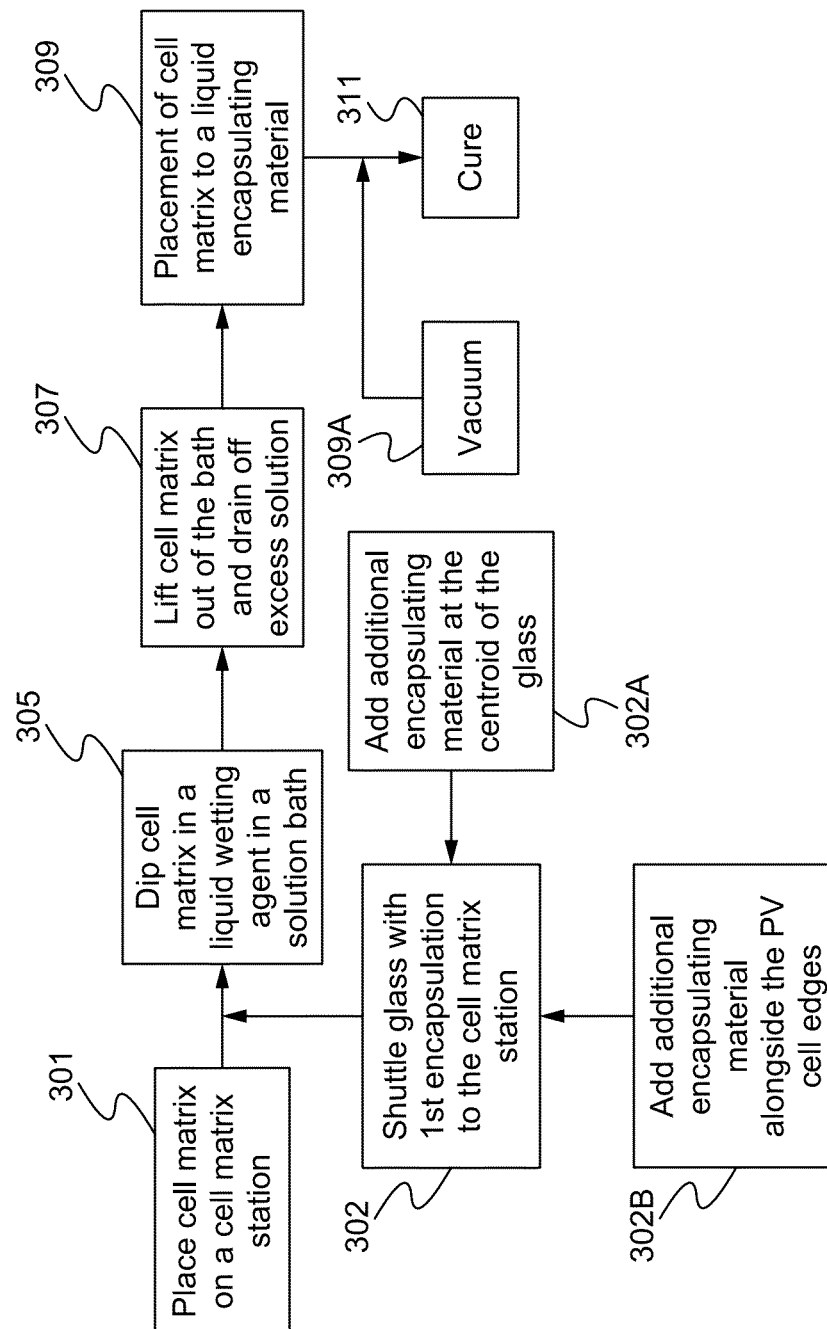 301
Place cell matrix
on a cell matrix
station
305
Dip cell
matrix in a
liquid wetting
agent in a
solution bath
307
Lift cell matrix
out of the bath
and drain off
excess solution
309
Placement of cell
matrix to a liquid
encapsulating
material
302
Shuttle glass with
1st encapsulation
to the cell matrix
station
Add additional
encapsulating
material at the
centroid of the
glass
302A
309A
Vacuum
311
Cure
302B
Add additional
encapsulating
material
alongside the PV
cell edges